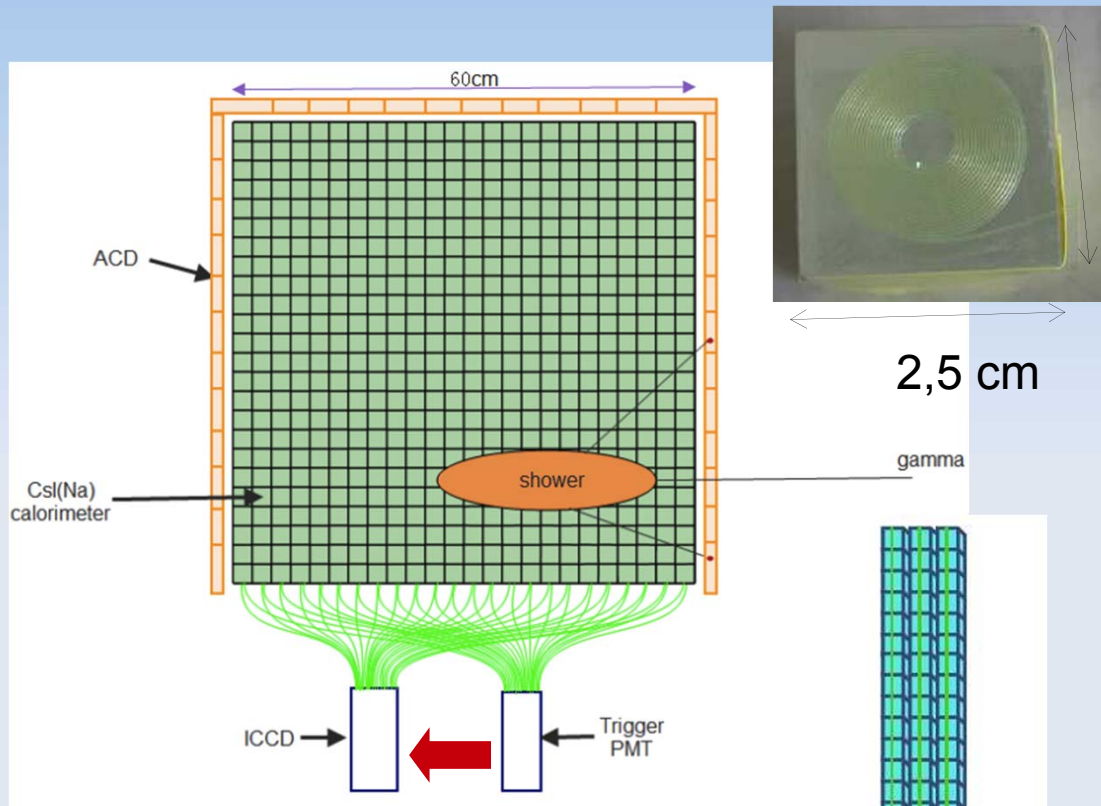 60cm
ACD
2,5 cm
gamma
shower
CsI(Na)
calorimeter
ICCD
Trigger
PMT